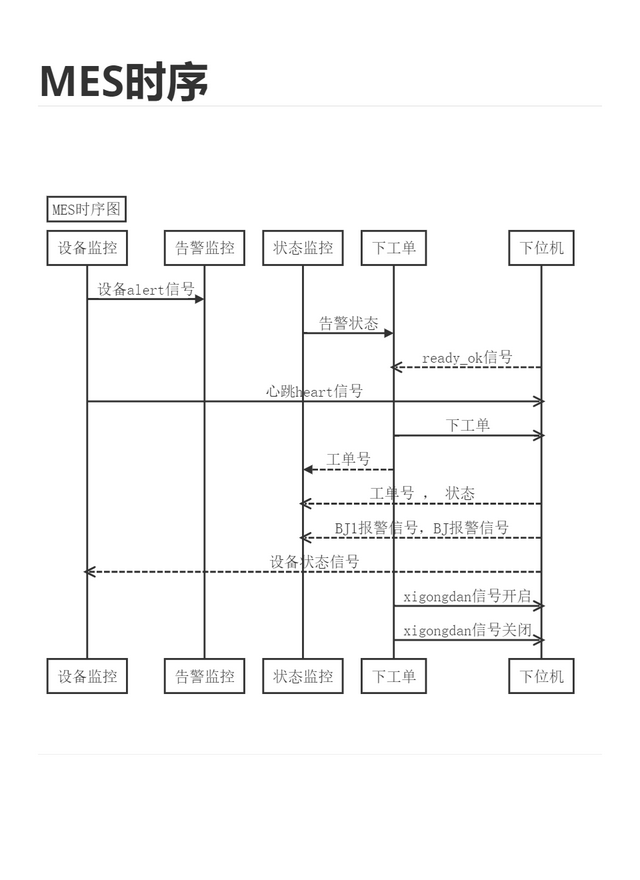 MES时序
MES时序图
设备监控 告警监控 状态监控 下工单 下位机
设备alert信号
告警状态
ready_ok信号
心跳heart信号
下工单
工单号
工单号 ， 状态
BJ1报警信号，BJ报警信号
设备状态信号
xigongdan信号开启
xigongdan信号关闭
设备监控 告警监控 状态监控 下工单 下位机